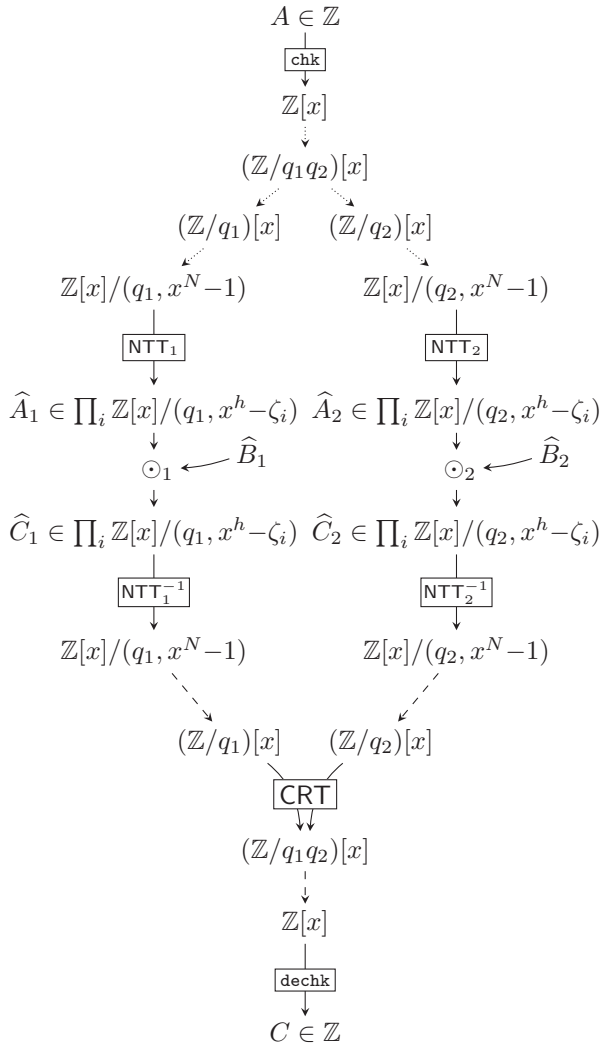 A ∈ ℤ
chk
ℤ[x]
(ℤ/q₁q₂)[x]
(ℤ/q₁)[x] (ℤ/q₂)[x]
ℤ[x]/(q₁, x^N−1) ℤ[x]/(q₂, x^N−1)
NTT₁ NTT₂
Â₁ ∈ ∏ᵢ ℤ[x]/(q₁, x^h−ζᵢ) Â₂ ∈ ∏ᵢ ℤ[x]/(q₂, x^h−ζᵢ)
⊙₁ B̂₁ ⊙₂ B̂₂
Ĉ₁ ∈ ∏ᵢ ℤ[x]/(q₁, x^h−ζᵢ) Ĉ₂ ∈ ∏ᵢ ℤ[x]/(q₂, x^h−ζᵢ)
NTT₁⁻¹ NTT₂⁻¹
ℤ[x]/(q₁, x^N−1) ℤ[x]/(q₂, x^N−1)
(ℤ/q₁)[x] (ℤ/q₂)[x]
CRT
(ℤ/q₁q₂)[x]
ℤ[x]
dechk
C ∈ ℤ